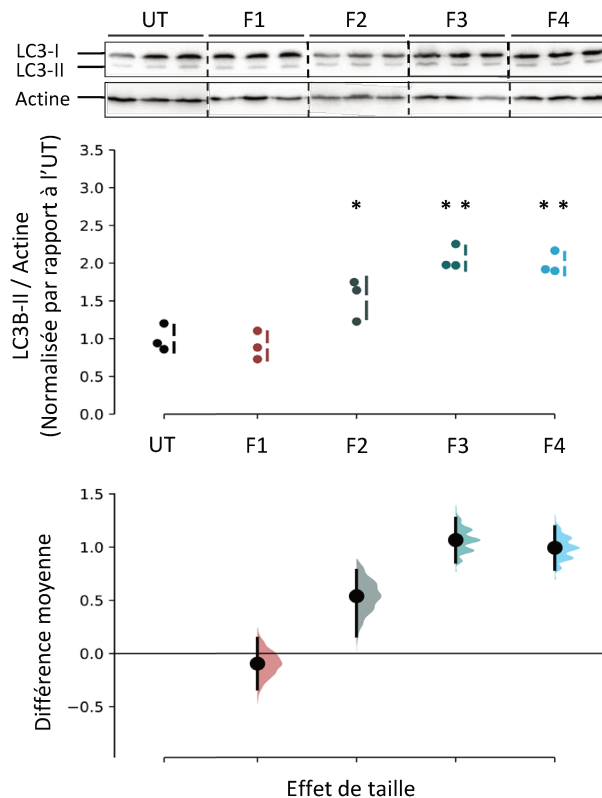 UT F1 F2 F3 F4
LC3-I
LC3-II
Actine
LC3B-II / Actine
(Normalisée par rapport à l'UT)
3.5
3.0
2.5
2.0
1.5
1.0
0.5
0.0
*
* *
* *
UT F1 F2 F3 F4
Différence moyenne
1.5
1.0
0.5
0.0
−0.5
Effet de taille